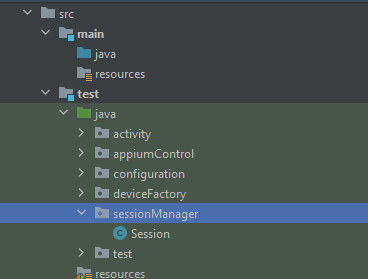 src
main
java
resources
test
java
activity
appiumControl
configuration
deviceFactory
sessionManager
Session
test
resources